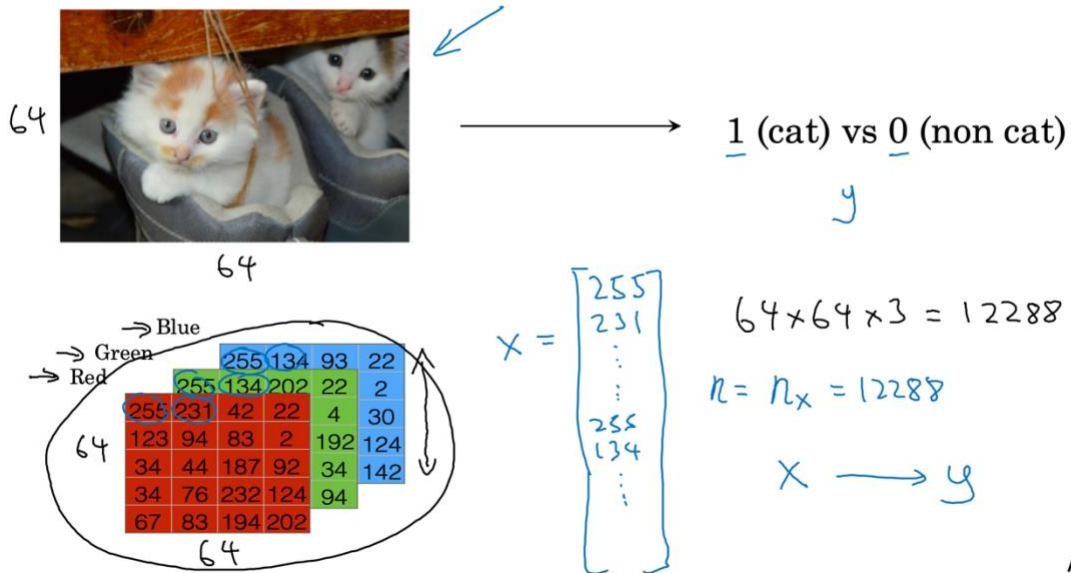 64
1 (cat) vs 0 (non cat)
y
64
Blue
Green
Red
255 134 93 22
255 134 202 22 2
255 231 42 22 4 30
123 94 83 2 192 124
34 44 187 92 34 142
34 76 232 124 94
67 83 194 202
64
64
x = [255
231
⋮
⋮
255
134
⋮]
64×64×3 = 12288
n = nx = 12288
x → y